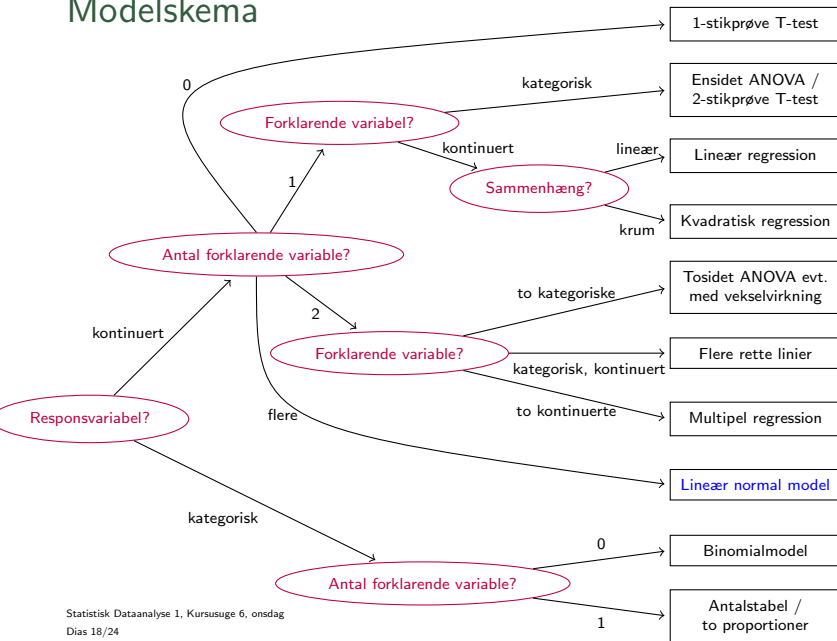 Modelskema
0
1-stikprøve T-test
kategorisk
Ensidet ANOVA /
2-stikprøve T-test
Forklarende variabel?
kontinuert
lineær
Lineær regression
1
Sammenhæng?
krum
Kvadratisk regression
Antal forklarende variable?
to kategoriske
Tosidet ANOVA evt.
med vekselvirkning
2
kontinuert
Forklarende variable?
kategorisk, kontinuert
Flere rette linier
Responsvariabel?
flere
to kontinuerte
Multipel regression
Lineær normal model
kategorisk
0
Binomialmodel
Antal forklarende variable?
1
Antalstabel /
to proportioner
Statistisk Dataanalyse 1, Kursusuge 6, onsdag
Dias 18/24